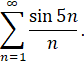 ∞∑n=1 sin 5n / n .